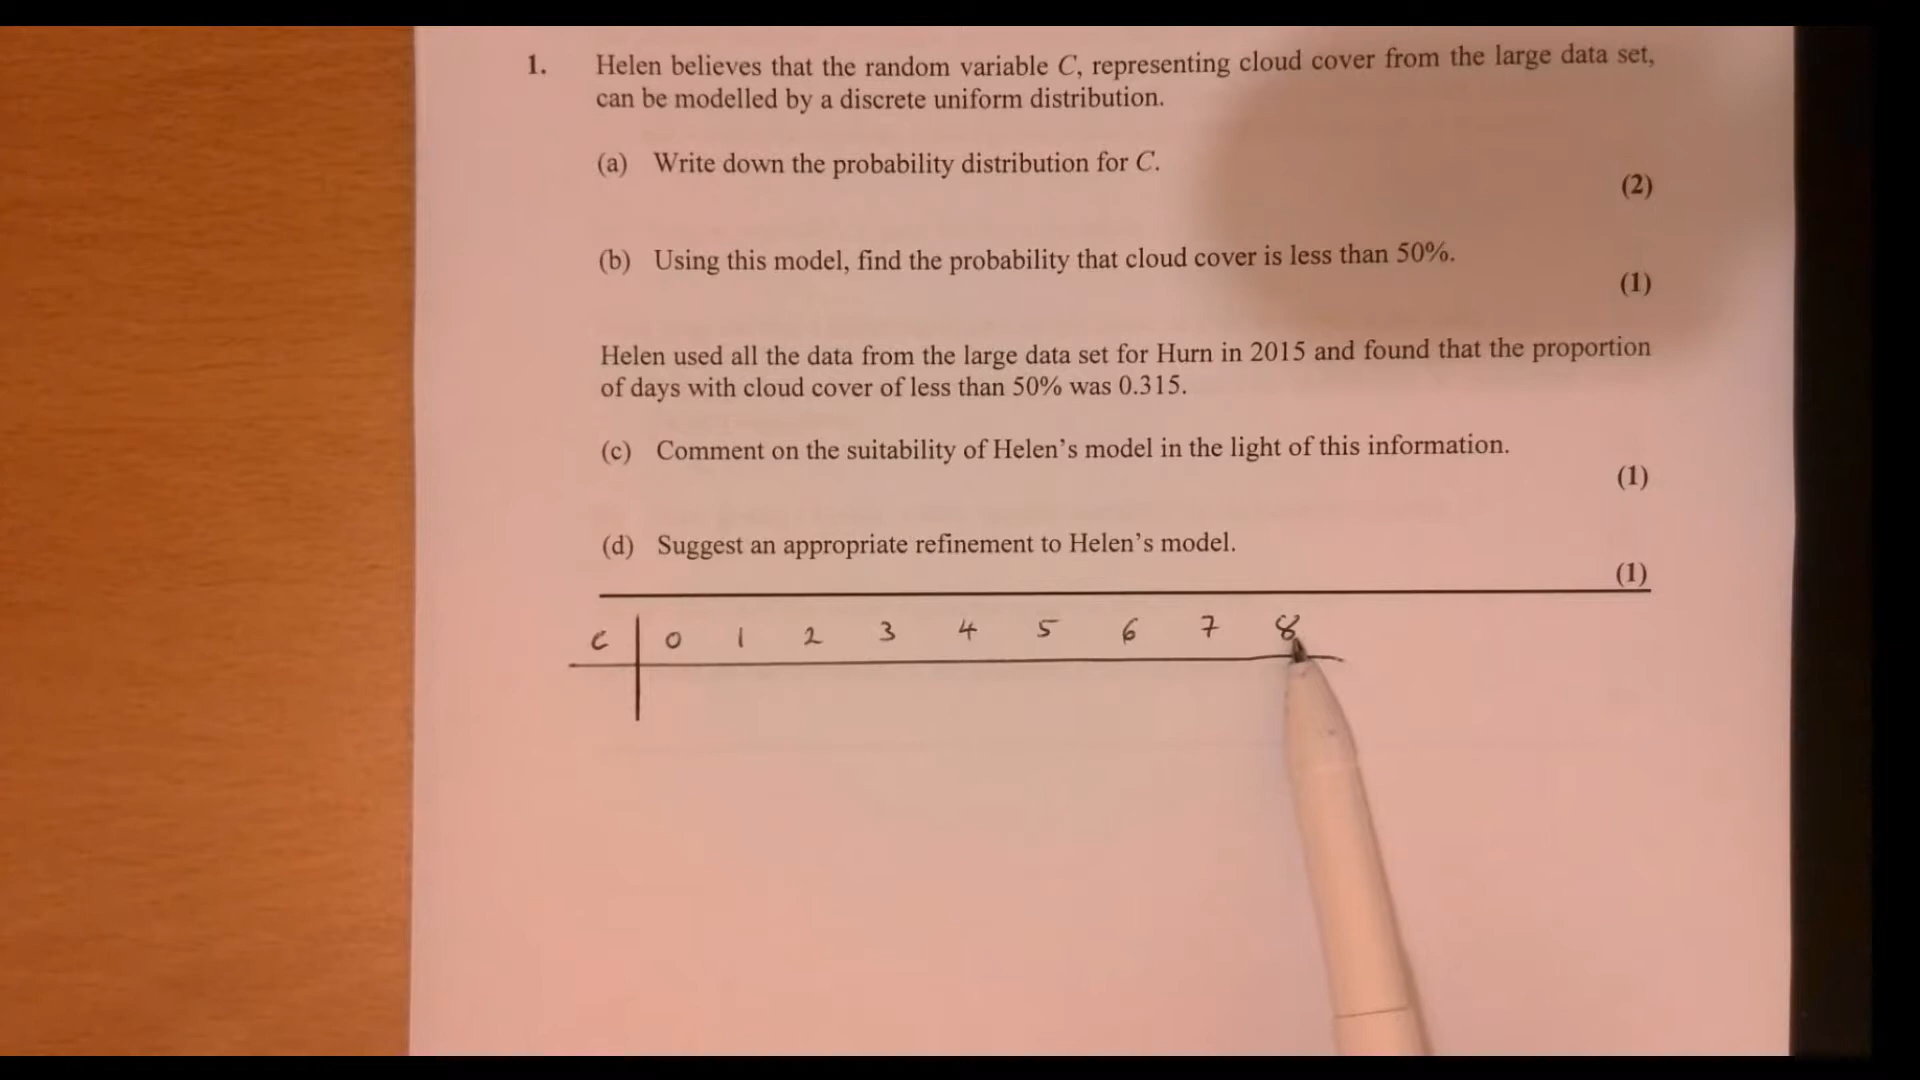 1. Helen believes that the random variable C, representing cloud cover from the large data set,
can be modelled by a discrete uniform distribution.
(a) Write down the probability distribution for C.
(2)
(b) Using this model, find the probability that cloud cover is less than 50%.
(1)
Helen used all the data from the large data set for Hurn in 2015 and found that the proportion
of days with cloud cover of less than 50% was 0.315.
(c) Comment on the suitability of Helen's model in the light of this information.
(1)
(d) Suggest an appropriate refinement to Helen's model.
(1)
c 0 1 2 3 4 5 6 7 8